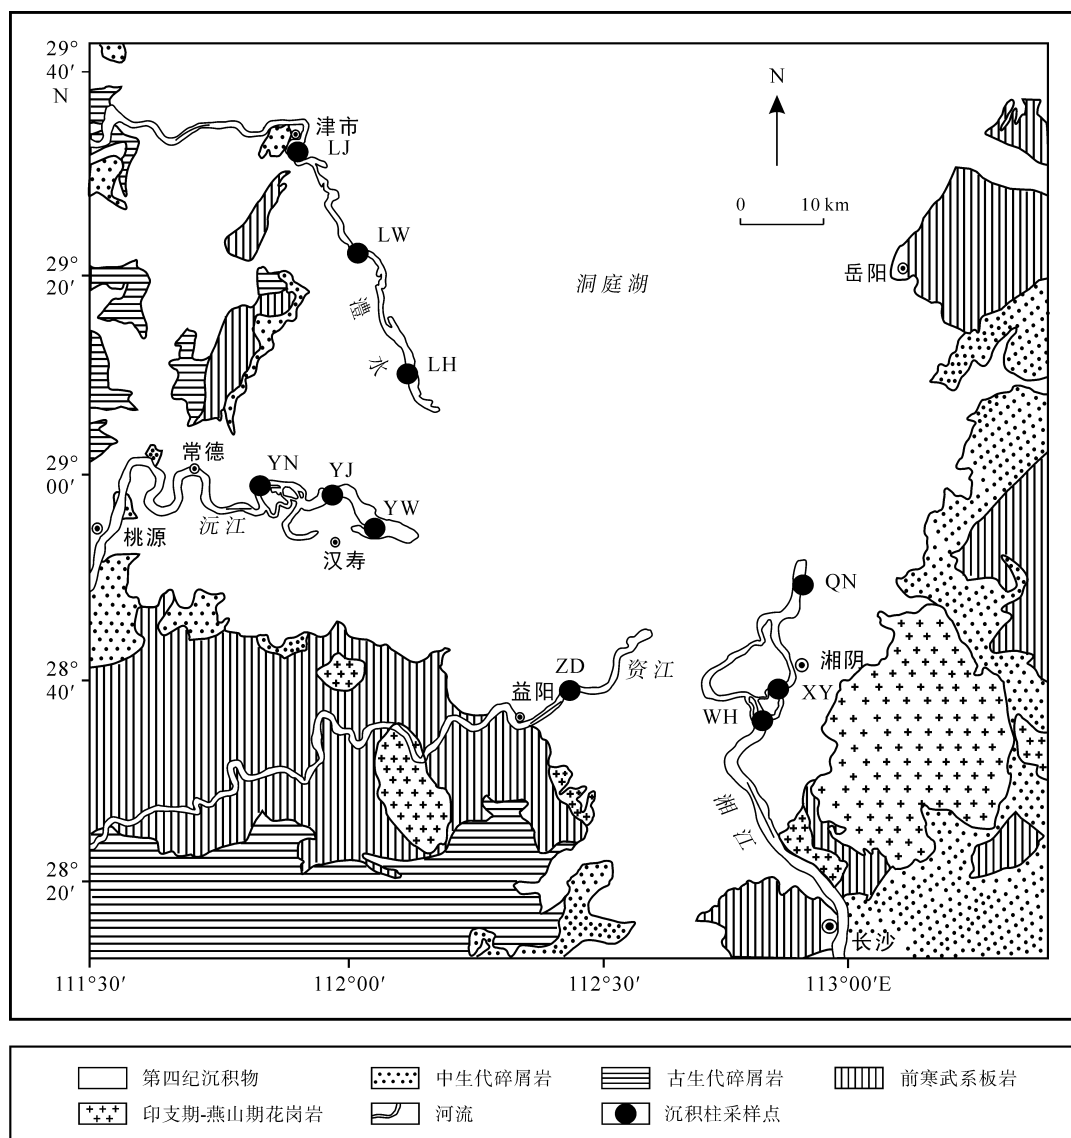 29°
40′
N
N
津市
LJ
0 10 km
LW
29°
20′
岳阳
洞庭湖
澧水
LH
常德
29°
00′
YN
YJ
YW
沅江
桃源
汉寿
QN
28°
40′
ZD
资江
湘阴
益阳
XY
WH
湘江
28°
20′
长沙
111°30′ 112°00′ 112°30′ 113°00′E
第四纪沉积物 中生代碎屑岩 古生代碎屑岩 前寒武系板岩
印支期-燕山期花岗岩 河流 沉积柱采样点